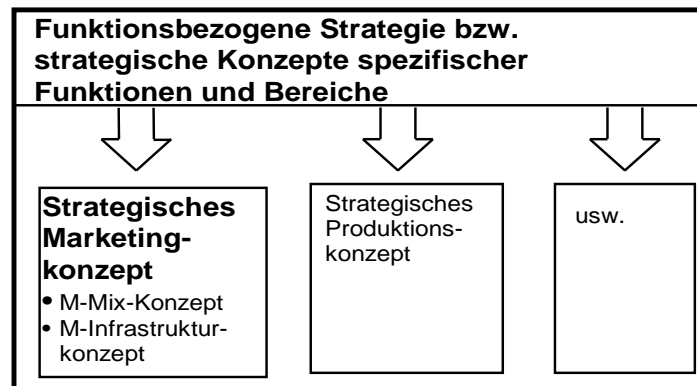 Funktionsbezogene Strategie bzw.
strategische Konzepte spezifischer
Funktionen und Bereiche
Strategisches
Marketing-
konzept
• M-Mix-Konzept
• M-Infrastruktur-
konzept
Strategisches
Produktions-
konzept
usw.